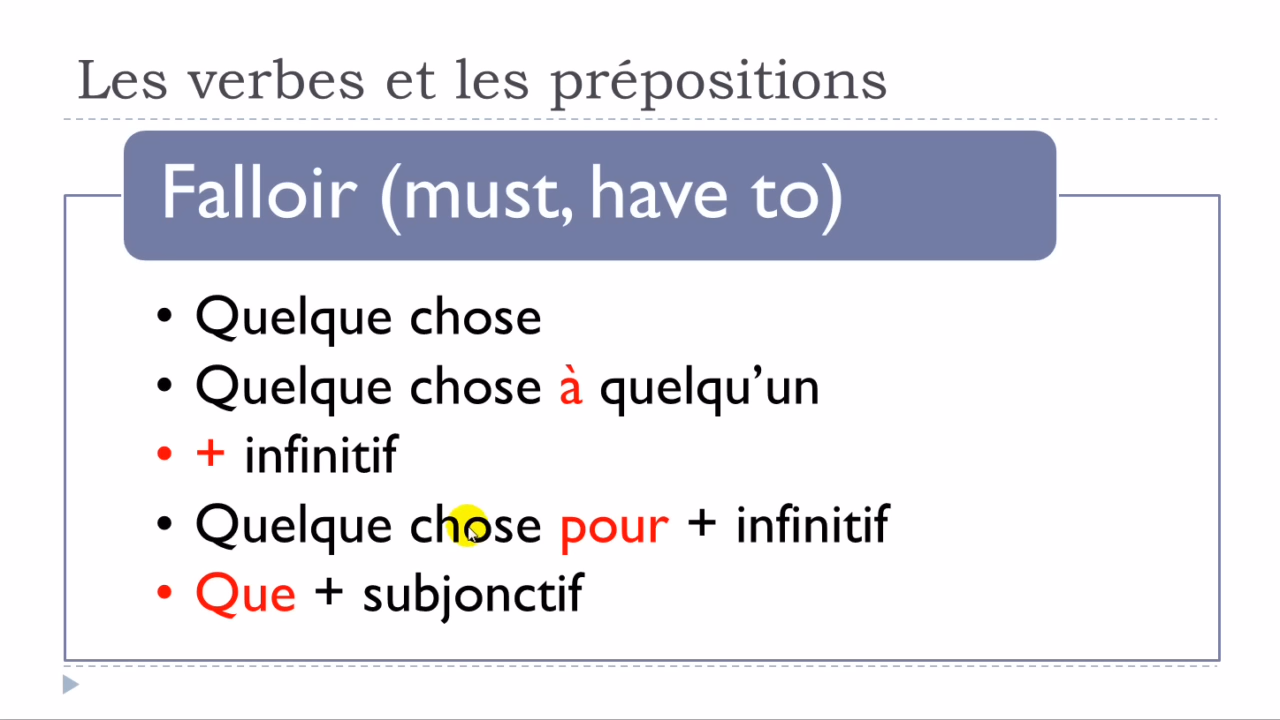 Les verbes et les prépositions
Falloir (must, have to)
• Quelque chose
• Quelque chose à quelqu’un
• + infinitif
• Quelque chose pour + infinitif
• Que + subjonctif